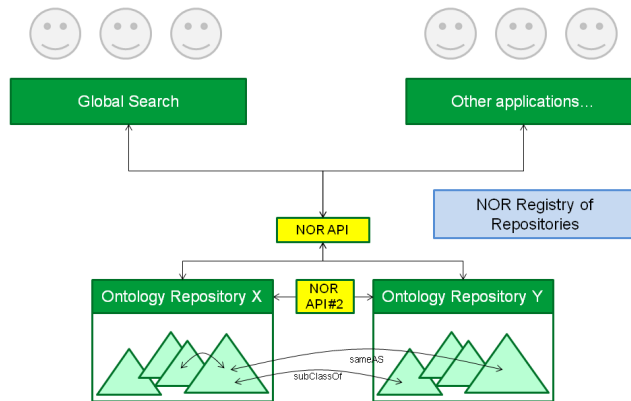 Global Search
Other applications…
NOR Registry of
Repositories
NOR API
Ontology Repository X
NOR
API#2
Ontology Repository Y
sameAS
subClassOf